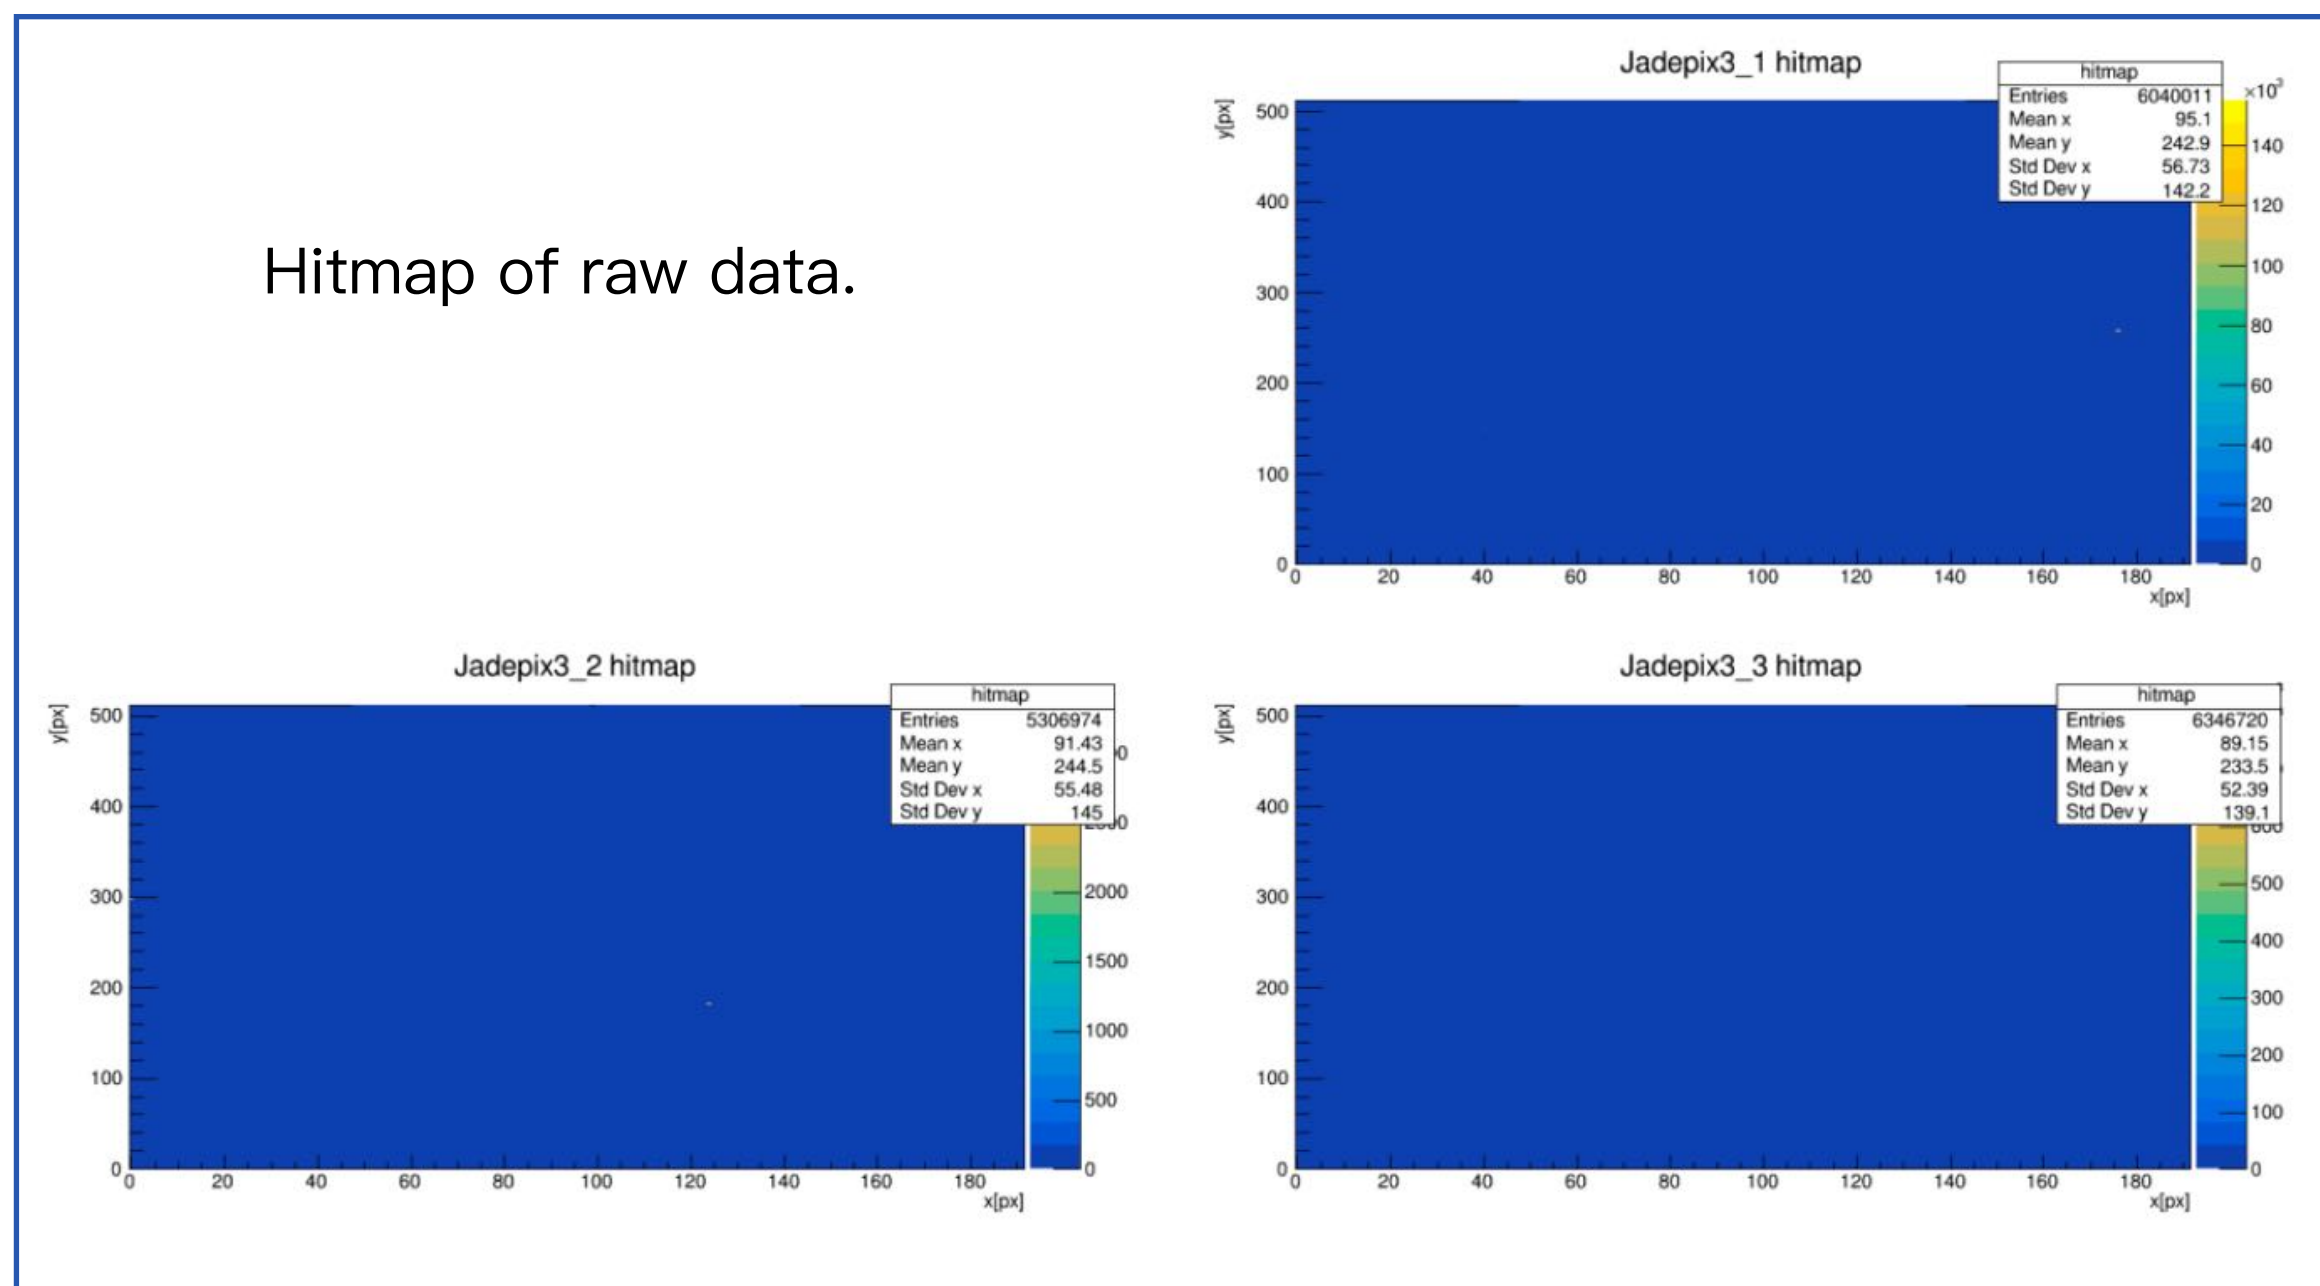 Hitmap of raw data.
Jadepix3_1 hitmap
hitmap
Entries 6040011
Mean x 95.1
Mean y 242.9
Std Dev x 56.73
Std Dev y 142.2
×10³
y[px]
500
400
300
200
100
0
0 20 40 60 80 100 120 140 160 180
x[px]
140
120
100
80
60
40
20
0
Jadepix3_2 hitmap
hitmap
Entries 5306974
Mean x 91.43
Mean y 244.5
Std Dev x 55.48
Std Dev y 145
y[px]
500
400
300
200
100
0
0 20 40 60 80 100 120 140 160 180
x[px]
2000
1500
1000
500
0
Jadepix3_3 hitmap
hitmap
Entries 6346720
Mean x 89.15
Mean y 233.5
Std Dev x 52.39
Std Dev y 139.1
y[px]
500
400
300
200
100
0
0 20 40 60 80 100 120 140 160 180
x[px]
600
500
400
300
200
100
0